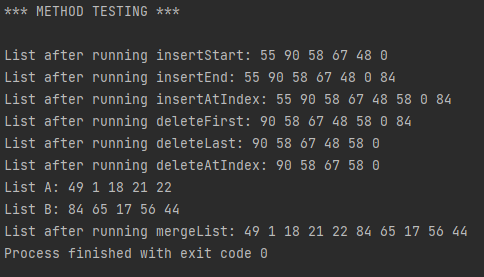 *** METHOD TESTING ***
List after running insertStart: 55 90 58 67 48 0
List after running insertEnd: 55 90 58 67 48 0 84
List after running insertAtIndex: 55 90 58 67 48 58 0 84
List after running deleteFirst: 90 58 67 48 58 0 84
List after running deleteLast: 90 58 67 48 58 0
List after running deleteAtIndex: 90 58 67 58 0
List A: 49 1 18 21 22
List B: 84 65 17 56 44
List after running mergeList: 49 1 18 21 22 84 65 17 56 44
Process finished with exit code 0